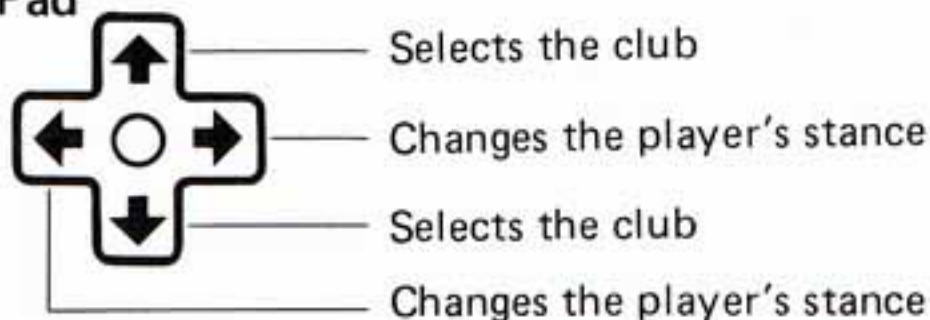 Pad
Selects the club
Changes the player's stance
Selects the club
Changes the player's stance